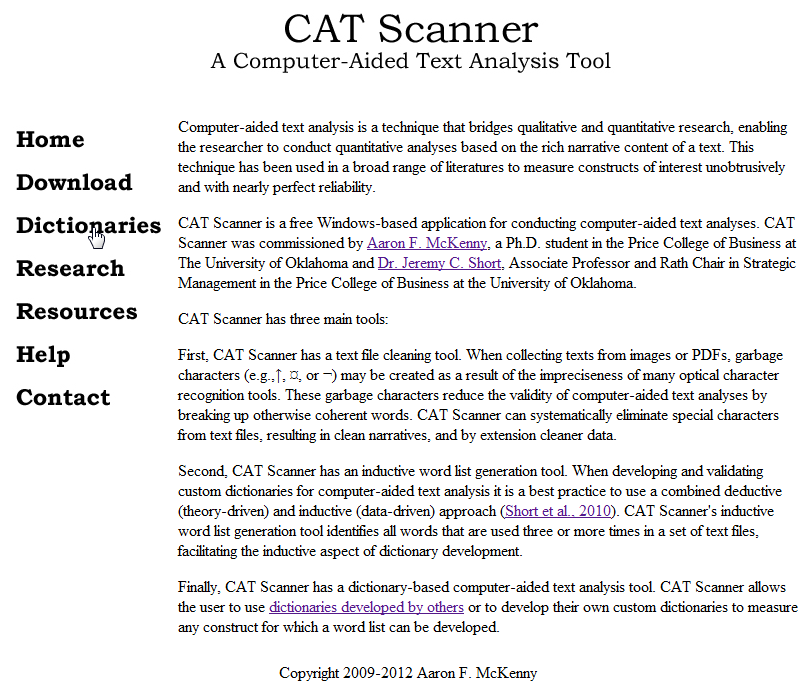 CAT Scanner
A Computer-Aided Text Analysis Tool
Home
Download
Dictionaries
Research
Resources
Help
Contact
Computer-aided text analysis is a technique that bridges qualitative and quantitative research, enabling
the researcher to conduct quantitative analyses based on the rich narrative content of a text. This
technique has been used in a broad range of literatures to measure constructs of interest unobtrusively
and with nearly perfect reliability.
CAT Scanner is a free Windows-based application for conducting computer-aided text analyses. CAT
Scanner was commissioned by Aaron F. McKenny, a Ph.D. student in the Price College of Business at
The University of Oklahoma and Dr. Jeremy C. Short, Associate Professor and Rath Chair in Strategic
Management in the Price College of Business at the University of Oklahoma.
CAT Scanner has three main tools:
First, CAT Scanner has a text file cleaning tool. When collecting texts from images or PDFs, garbage
characters (e.g.,↑, ¤, or ¬) may be created as a result of the impreciseness of many optical character
recognition tools. These garbage characters reduce the validity of computer-aided text analyses by
breaking up otherwise coherent words. CAT Scanner can systematically eliminate special characters
from text files, resulting in clean narratives, and by extension cleaner data.
Second, CAT Scanner has an inductive word list generation tool. When developing and validating
custom dictionaries for computer-aided text analysis it is a best practice to use a combined deductive
(theory-driven) and inductive (data-driven) approach (Short et al., 2010). CAT Scanner's inductive
word list generation tool identifies all words that are used three or more times in a set of text files,
facilitating the inductive aspect of dictionary development.
Finally, CAT Scanner has a dictionary-based computer-aided text analysis tool. CAT Scanner allows
the user to use dictionaries developed by others or to develop their own custom dictionaries to measure
any construct for which a word list can be developed.
Copyright 2009-2012 Aaron F. McKenny